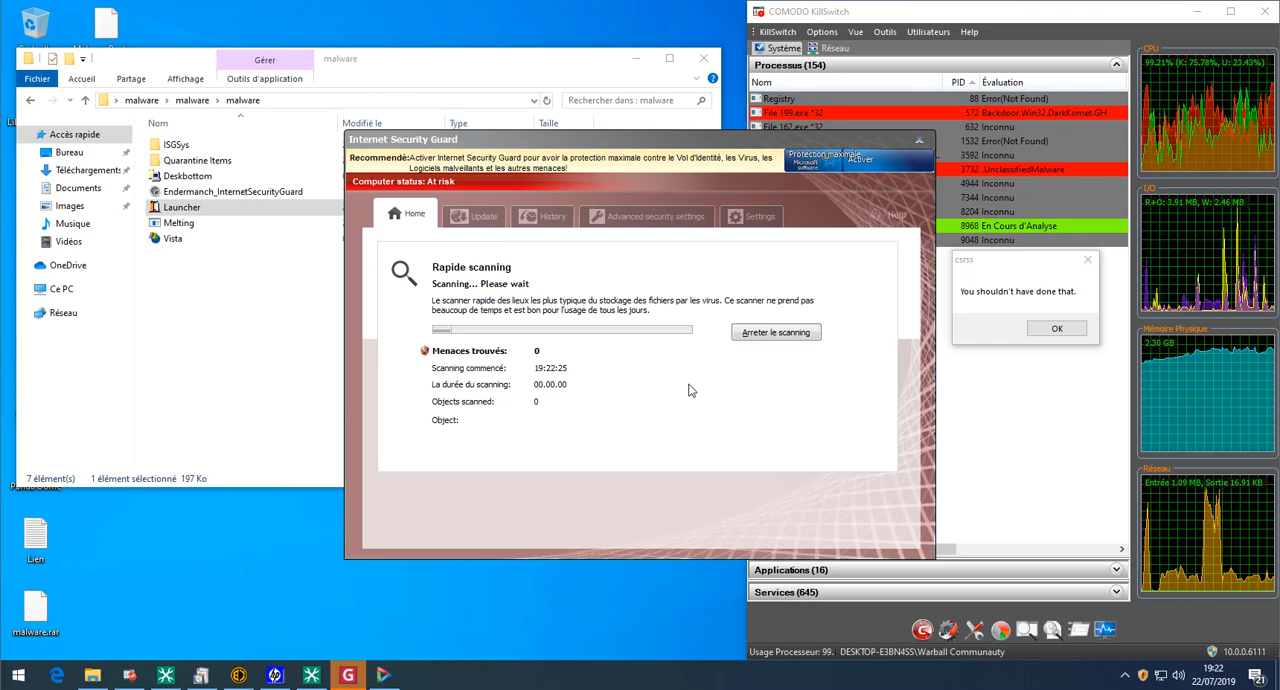 Gérer
malware
Fichier
Accueil
Partage
Affichage
Outils d'application
malware
malware
malware
Rechercher dans : malware
Nom
Modifié le
Type
Taille
Accès rapide
Bureau
Téléchargements
Documents
Images
Musique
Vidéos
OneDrive
Ce PC
Réseau
ISGSys
Quarantine Items
Deskbottom
Endermanch_InternetSecurityGuard
Launcher
Melting
Vista
7 élément(s)
1 élément sélectionné 197 Ko
Lien
malware.rar
Internet Security Guard
Recommendé:Activer Internet Security Guard pour avoir la protection maximale contre le Vol d'Identité, les Virus, les
Logiciels malveillants et les autres menaces!
Protection maximale
Microsoft
software
Activer
Computer status: At risk
Home
Update
History
Advanced security settings
Settings
Help
Rapide scanning
Scanning... Please wait
Le scanner rapide des lieux les plus typique du stockage des fichiers par les virus. Ce scanner ne prend pas
beaucoup de temps et est bon pour l'usage de tous les jours.
Arreter le scanning
Menaces trouvés: 0
Scanning commencé: 19:22:25
La durée du scanning: 00.00.00
Objects scanned: 0
Object:
COMODO KillSwitch
KillSwitch
Options
Vue
Outils
Utilisateurs
Help
Système
Réseau
Processus (154)
Nom
PID
Évaluation
Registry 88 Error(Not Found)
File 199.exe *32 572 Backdoor.Win32.DarkKomet.GH
File 162.exe *32 632 Inconnu
1532 Error(Not Found)
3592 Inconnu
3732 .UnclassifiedMalware
4944 Inconnu
7344 Inconnu
8204 Inconnu
8968 En Cours d'Analyse
9048 Inconnu
csrss
You shouldn't have done that.
OK
Applications (16)
Services (645)
CPU
99.21% (K: 75.78%, U: 23.43%)
I/O
R+O: 3.91 MB, W: 2.46 MB
Mémoire Physique
2.30 GB
Réseau
Entrée 1.09 MB, Sortie 16.91 KB
Usage Processeur: 99.
DESKTOP-E3BN4SS\Warball Communauty
10.0.0.6111
19:22
22/07/2019
21